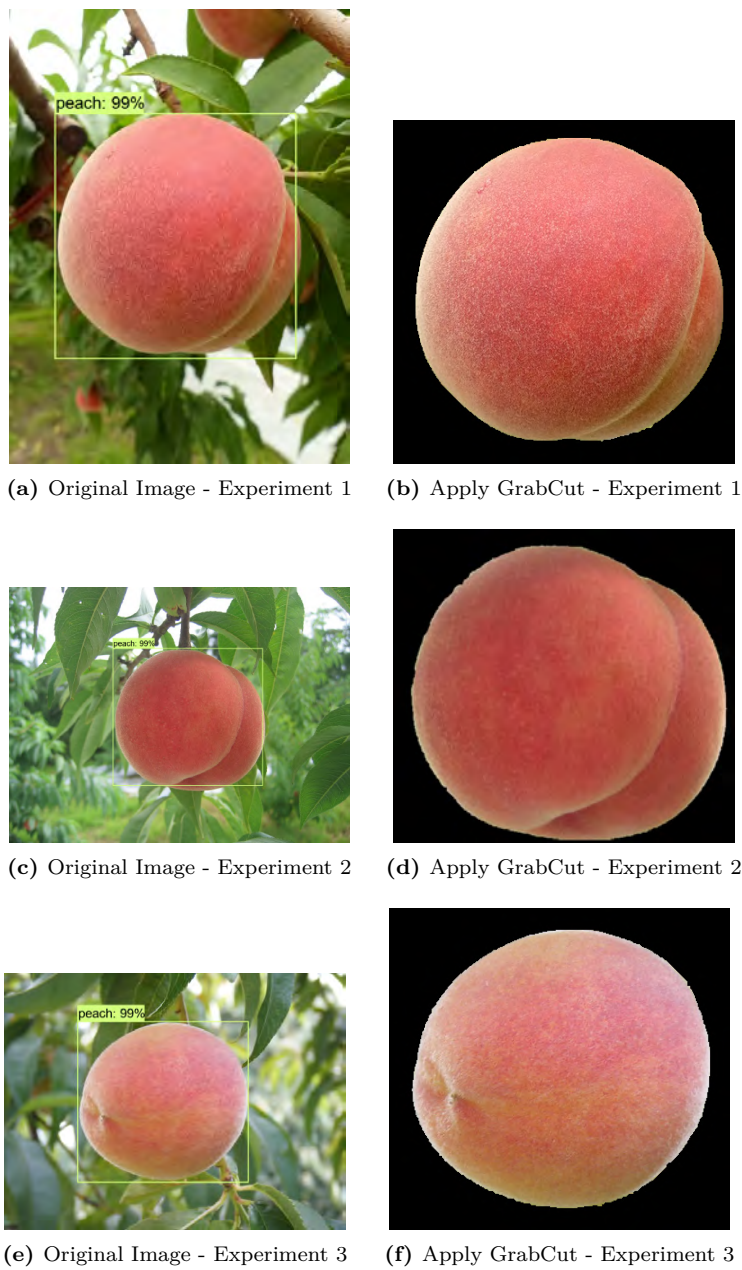 peach: 99%
(a) Original Image - Experiment 1
(b) Apply GrabCut - Experiment 1
peach: 99%
(c) Original Image - Experiment 2
(d) Apply GrabCut - Experiment 2
peach: 99%
(e) Original Image - Experiment 3
(f) Apply GrabCut - Experiment 3